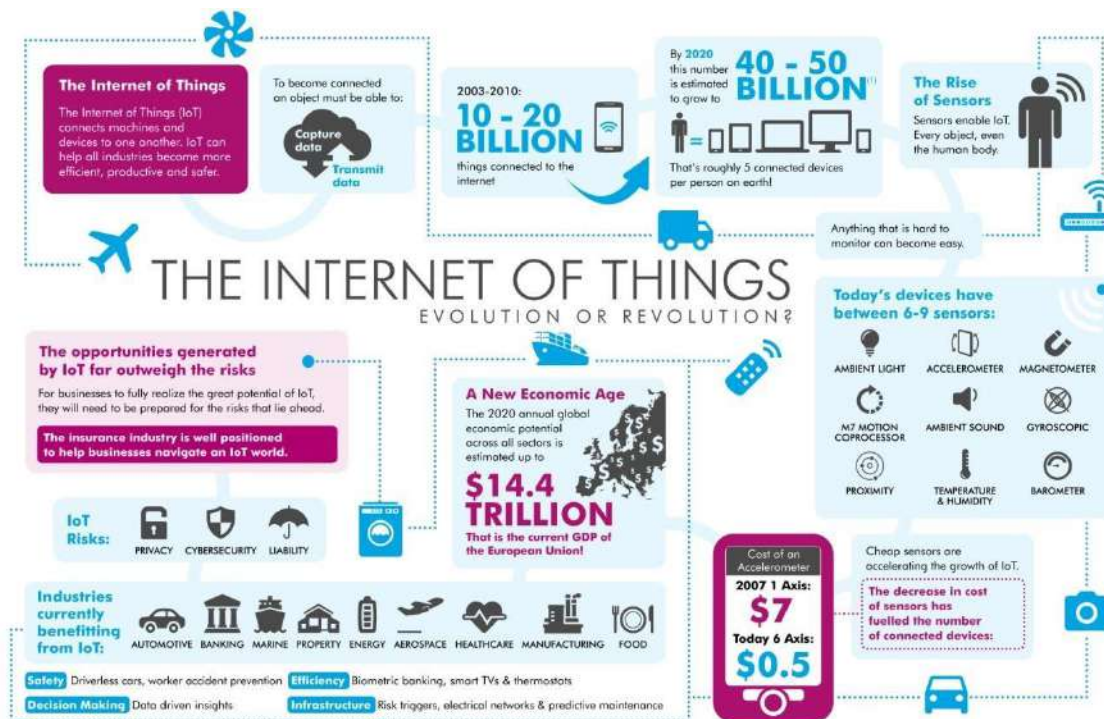 The Internet of Things
The Internet of Things (IoT)
connects machines and
devices to one another. IoT can
help all industries become more
efficient, productive and safer.
To become connected
an object must be able to:
Capture
data
Transmit
data
2003-2010:
10 - 20
BILLION
things connected to the
internet
By 2020
this number
is estimated
to grow to
40 - 50
BILLION(1)
=
That's roughly 5 connected devices
per person on earth!
The Rise
of Sensors
Sensors enable IoT.
Every object, even
the human body.
Anything that is hard to
monitor can become easy.
THE INTERNET OF THINGS
EVOLUTION OR REVOLUTION?
Today's devices have
between 6-9 sensors:
AMBIENT LIGHT
ACCELEROMETER
MAGNETOMETER
M7 MOTION
COPROCESSOR
AMBIENT SOUND
GYROSCOPIC
PROXIMITY
TEMPERATURE
& HUMIDITY
BAROMETER
The opportunities generated
by IoT far outweigh the risks
For businesses to fully realize the great potential of IoT,
they will need to be prepared for the risks that lie ahead.
The insurance industry is well positioned
to help businesses navigate an IoT world.
A New Economic Age
The 2020 annual global
economic potential
across all sectors is
estimated up to
$14.4
TRILLION
That is the current GDP of
the European Union!
IoT
Risks:
PRIVACY
CYBERSECURITY
LIABILITY
Cost of an
Accelerometer
2007 1 Axis:
$7
Today 6 Axis:
$0.5
Cheap sensors are
accelerating the growth of IoT.
The decrease in cost
of sensors has
fuelled the number
of connected devices:
Industries
currently
benefitting
from IoT:
AUTOMOTIVE
BANKING
MARINE
PROPERTY
ENERGY
AEROSPACE
HEALTHCARE
MANUFACTURING
FOOD
Safety Driverless cars, worker accident prevention
Efficiency Biometric banking, smart TVs & thermostats
Decision Making Data driven insights
Infrastructure Risk triggers, electrical networks & predictive maintenance